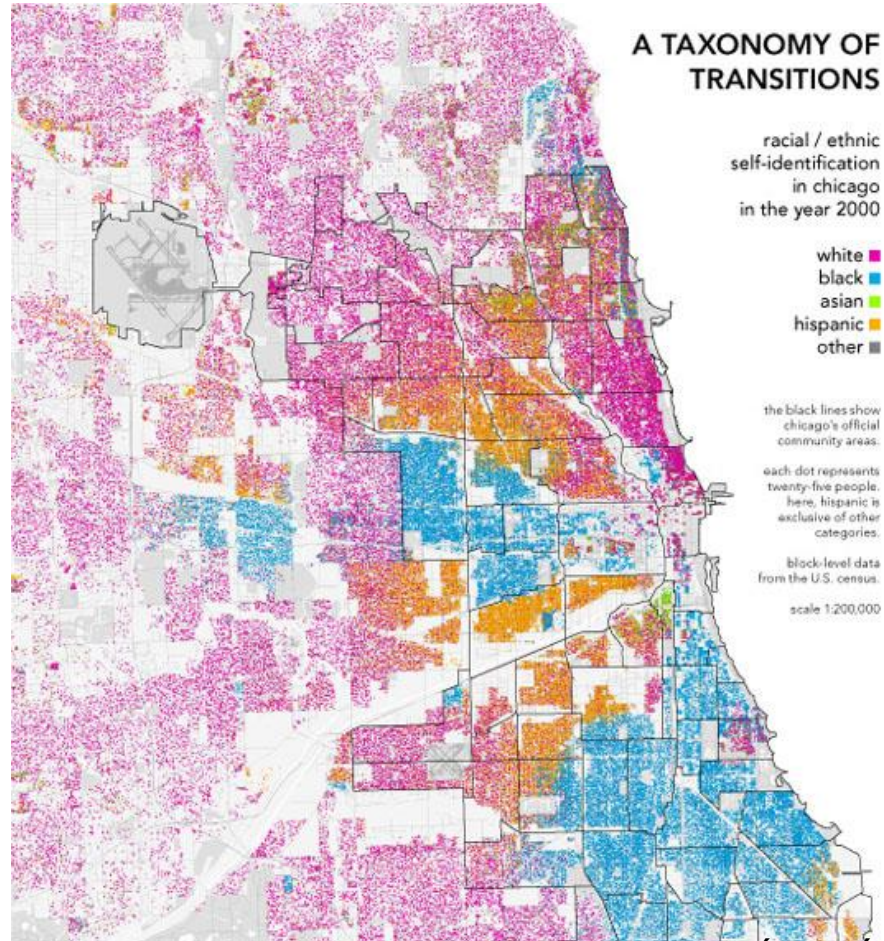 A TAXONOMY OF
TRANSITIONS
racial / ethnic
self-identification
in chicago
in the year 2000
white
black
asian
hispanic
other
the black lines show
chicago's official
community areas.
each dot represents
twenty-five people.
here, hispanic is
exclusive of other
categories.
block-level data
from the U.S. census.
scale 1:200,000